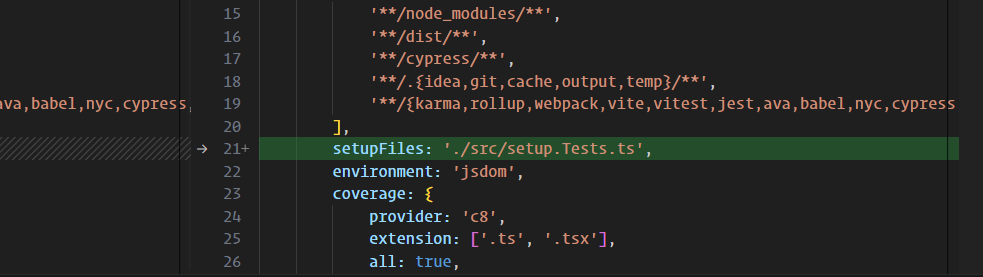 15 '**/node_modules/**',
16 '**/dist/**',
17 '**/cypress/**',
18 '**/.{idea,git,cache,output,temp}/**',
ava,babel,nyc,cypress, 19 '**/{karma,rollup,webpack,vite,vitest,jest,ava,babel,nyc,cypress
20 ],
→ 21+ setupFiles: './src/setup.Tests.ts',
22 environment: 'jsdom',
23 coverage: {
24 provider: 'c8',
25 extension: ['.ts', '.tsx'],
26 all: true,